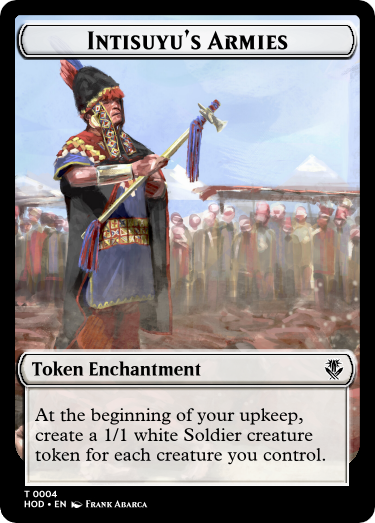 Intisuyu's Armies
Token Enchantment
At the beginning of your upkeep,
create a 1/1 white Soldier creature
token for each creature you control.
T 0004
HOD • EN Frank Abarca